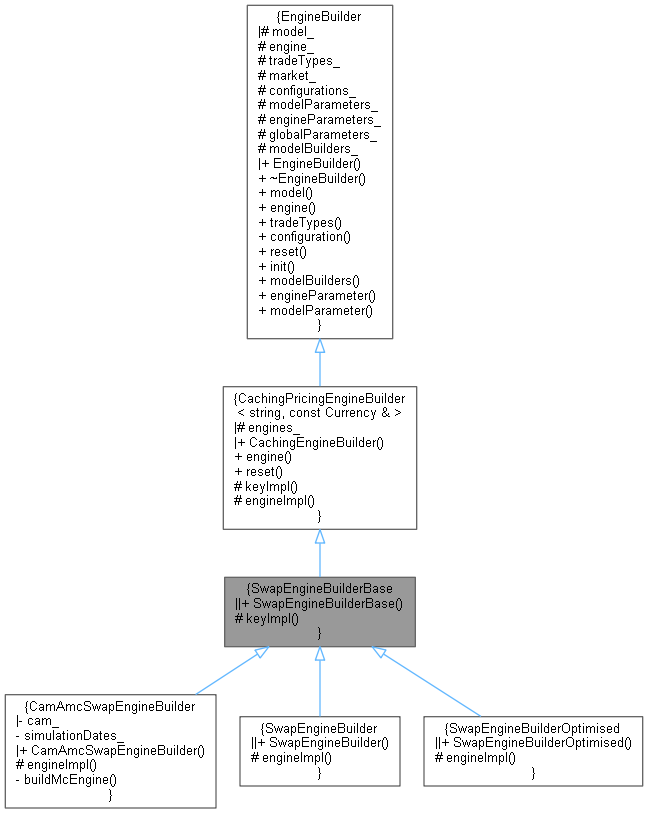 {EngineBuilder
|# model_
# engine_
# tradeTypes_
# market_
# configurations_
# modelParameters_
# engineParameters_
# globalParameters_
# modelBuilders_
|+ EngineBuilder()
+ ~EngineBuilder()
+ model()
+ engine()
+ tradeTypes()
+ configuration()
+ reset()
+ init()
+ modelBuilders()
+ engineParameter()
+ modelParameter()
}
{CachingPricingEngineBuilder
< string, const Currency & >
|# engines_
|+ CachingEngineBuilder()
+ engine()
+ reset()
# keyImpl()
# engineImpl()
}
{SwapEngineBuilderBase
||+ SwapEngineBuilderBase()
# keyImpl()
}
{CamAmcSwapEngineBuilder
|- cam_
- simulationDates_
|+ CamAmcSwapEngineBuilder()
# engineImpl()
- buildMcEngine()
}
{SwapEngineBuilder
||+ SwapEngineBuilder()
# engineImpl()
}
{SwapEngineBuilderOptimised
||+ SwapEngineBuilderOptimised()
# engineImpl()
}